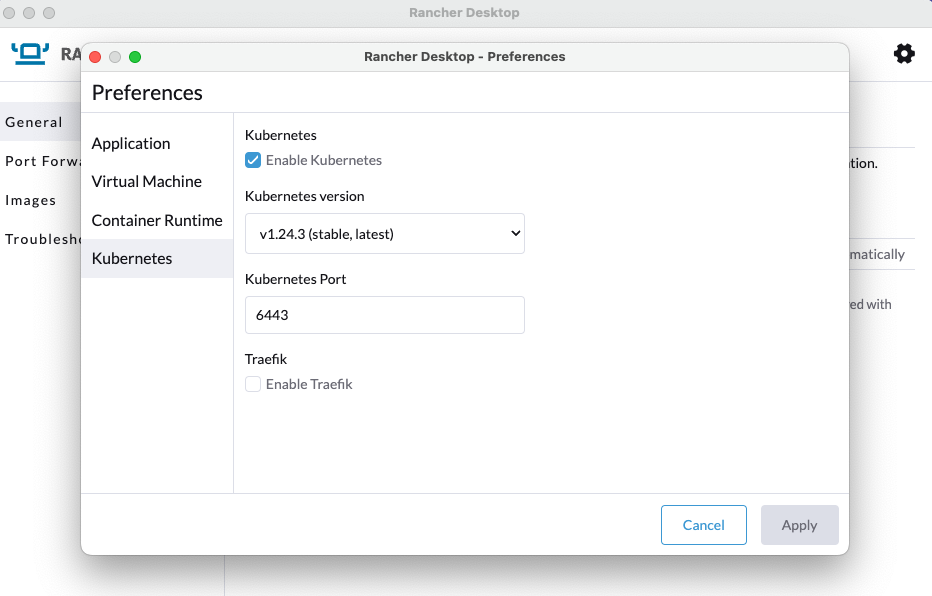 Rancher Desktop
RA
Rancher Desktop - Preferences
Preferences
General
Port Forwa
Images
Troublesho
Application
Virtual Machine
Container Runtime
Kubernetes
Kubernetes
Enable Kubernetes
Kubernetes version
v1.24.3 (stable, latest)
Kubernetes Port
6443
Traefik
Enable Traefik
ation.
matically
ed with
Cancel
Apply